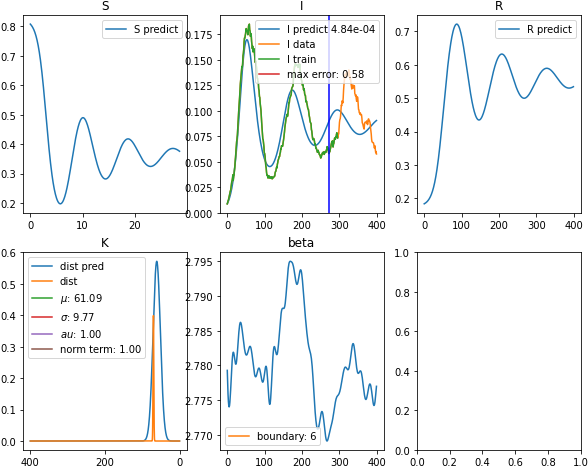 S
I
R
S predict
I predict 4.84e-04
I data
I train
max error: 0.58
R predict
0.8
0.7
0.6
0.5
0.4
0.3
0.2
0.175
0.150
0.125
0.100
0.075
0.050
0.025
0.000
0.7
0.6
0.5
0.4
0.3
0.2
0 10 20
0 100 200 300 400
0 100 200 300 400
K
beta
dist pred
dist
μ: 61.09
σ: 9.77
au: 1.00
norm term: 1.00
boundary: 6
0.6
0.5
0.4
0.3
0.2
0.1
0.0
2.795
2.790
2.785
2.780
2.775
2.770
1.0
0.8
0.6
0.4
0.2
0.0
400 200 0
0 100 200 300 400
0.0 0.2 0.4 0.6 0.8 1.0